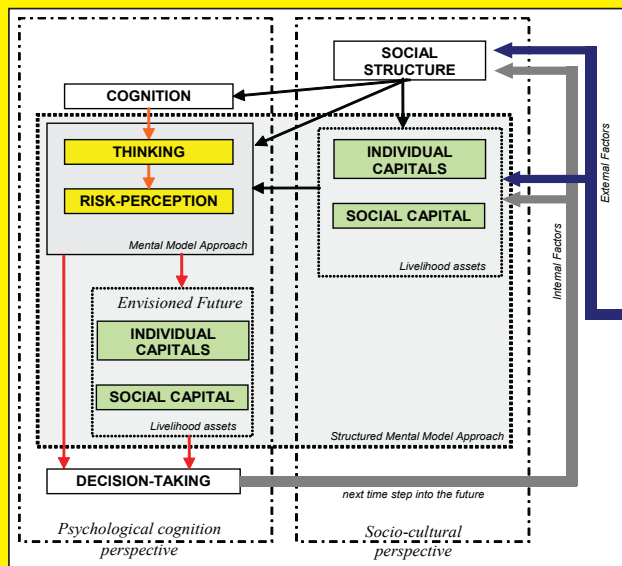 SOCIAL
STRUCTURE
COGNITION
THINKING
RISK-PERCEPTION
Mental Model Approach
INDIVIDUAL
CAPITALS
SOCIAL CAPITAL
Livelihood assets
External Factors
Internal Factors
Envisioned Future
INDIVIDUAL
CAPITALS
SOCIAL CAPITAL
Livelihood assets
Structured Mental Model Approach
DECISION-TAKING
next time step into the future
Psychological cognition
perspective
Socio-cultural
perspective